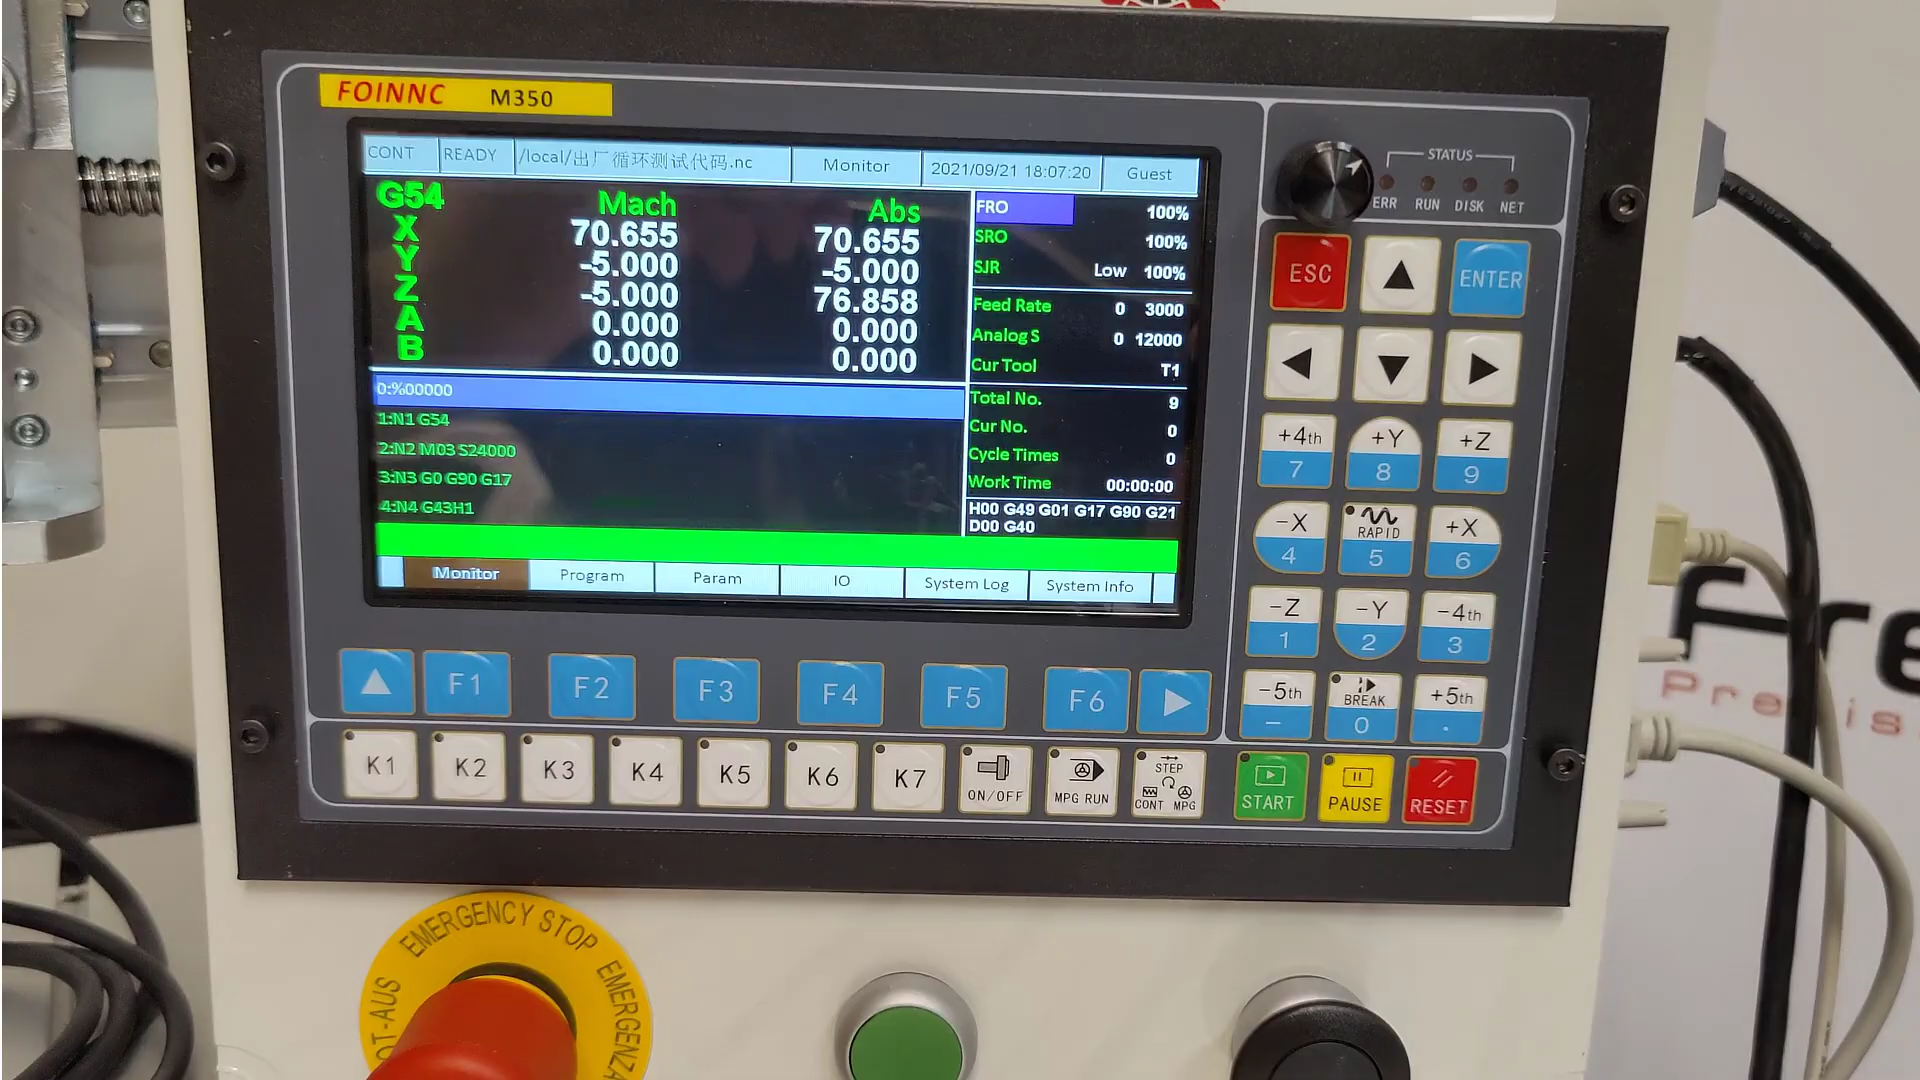 FOINNC M350
CONT READY /local/出厂循环测试代码.nc Monitor 2021/09/21 18:07:20 Guest
G54 Mach Abs
X 70.655 70.655
Y -5.000 -5.000
Z -5.000 76.858
A 0.000 0.000
B 0.000 0.000
FRO 100%
SRO 100%
SJR Low 100%
Feed Rate 0 3000
Analog S 0 12000
Cur Tool T1
Total No. 9
Cur No. 0
Cycle Times 0
Work Time 00:00:00
H00 G49 G01 G17 G90 G21
D00 G40
0:%00000
1:N1 G54
2:N2 M03 S24000
3:N3 G0 G90 G17
4:N4 G43H1
Monitor Program Param IO System Log System Info
STATUS
ERR RUN DISK NET
ESC ENTER
+4th +Y +Z
7 8 9
-X RAPID +X
4 5 6
-Z -Y -4th
1 2 3
-5th BREAK +5th
- 0 .
F1 F2 F3 F4 F5 F6
K1 K2 K3 K4 K5 K6 K7
ON/OFF
MPG RUN
STEP
CONT MPG
START PAUSE RESET
EMERGENCY STOP